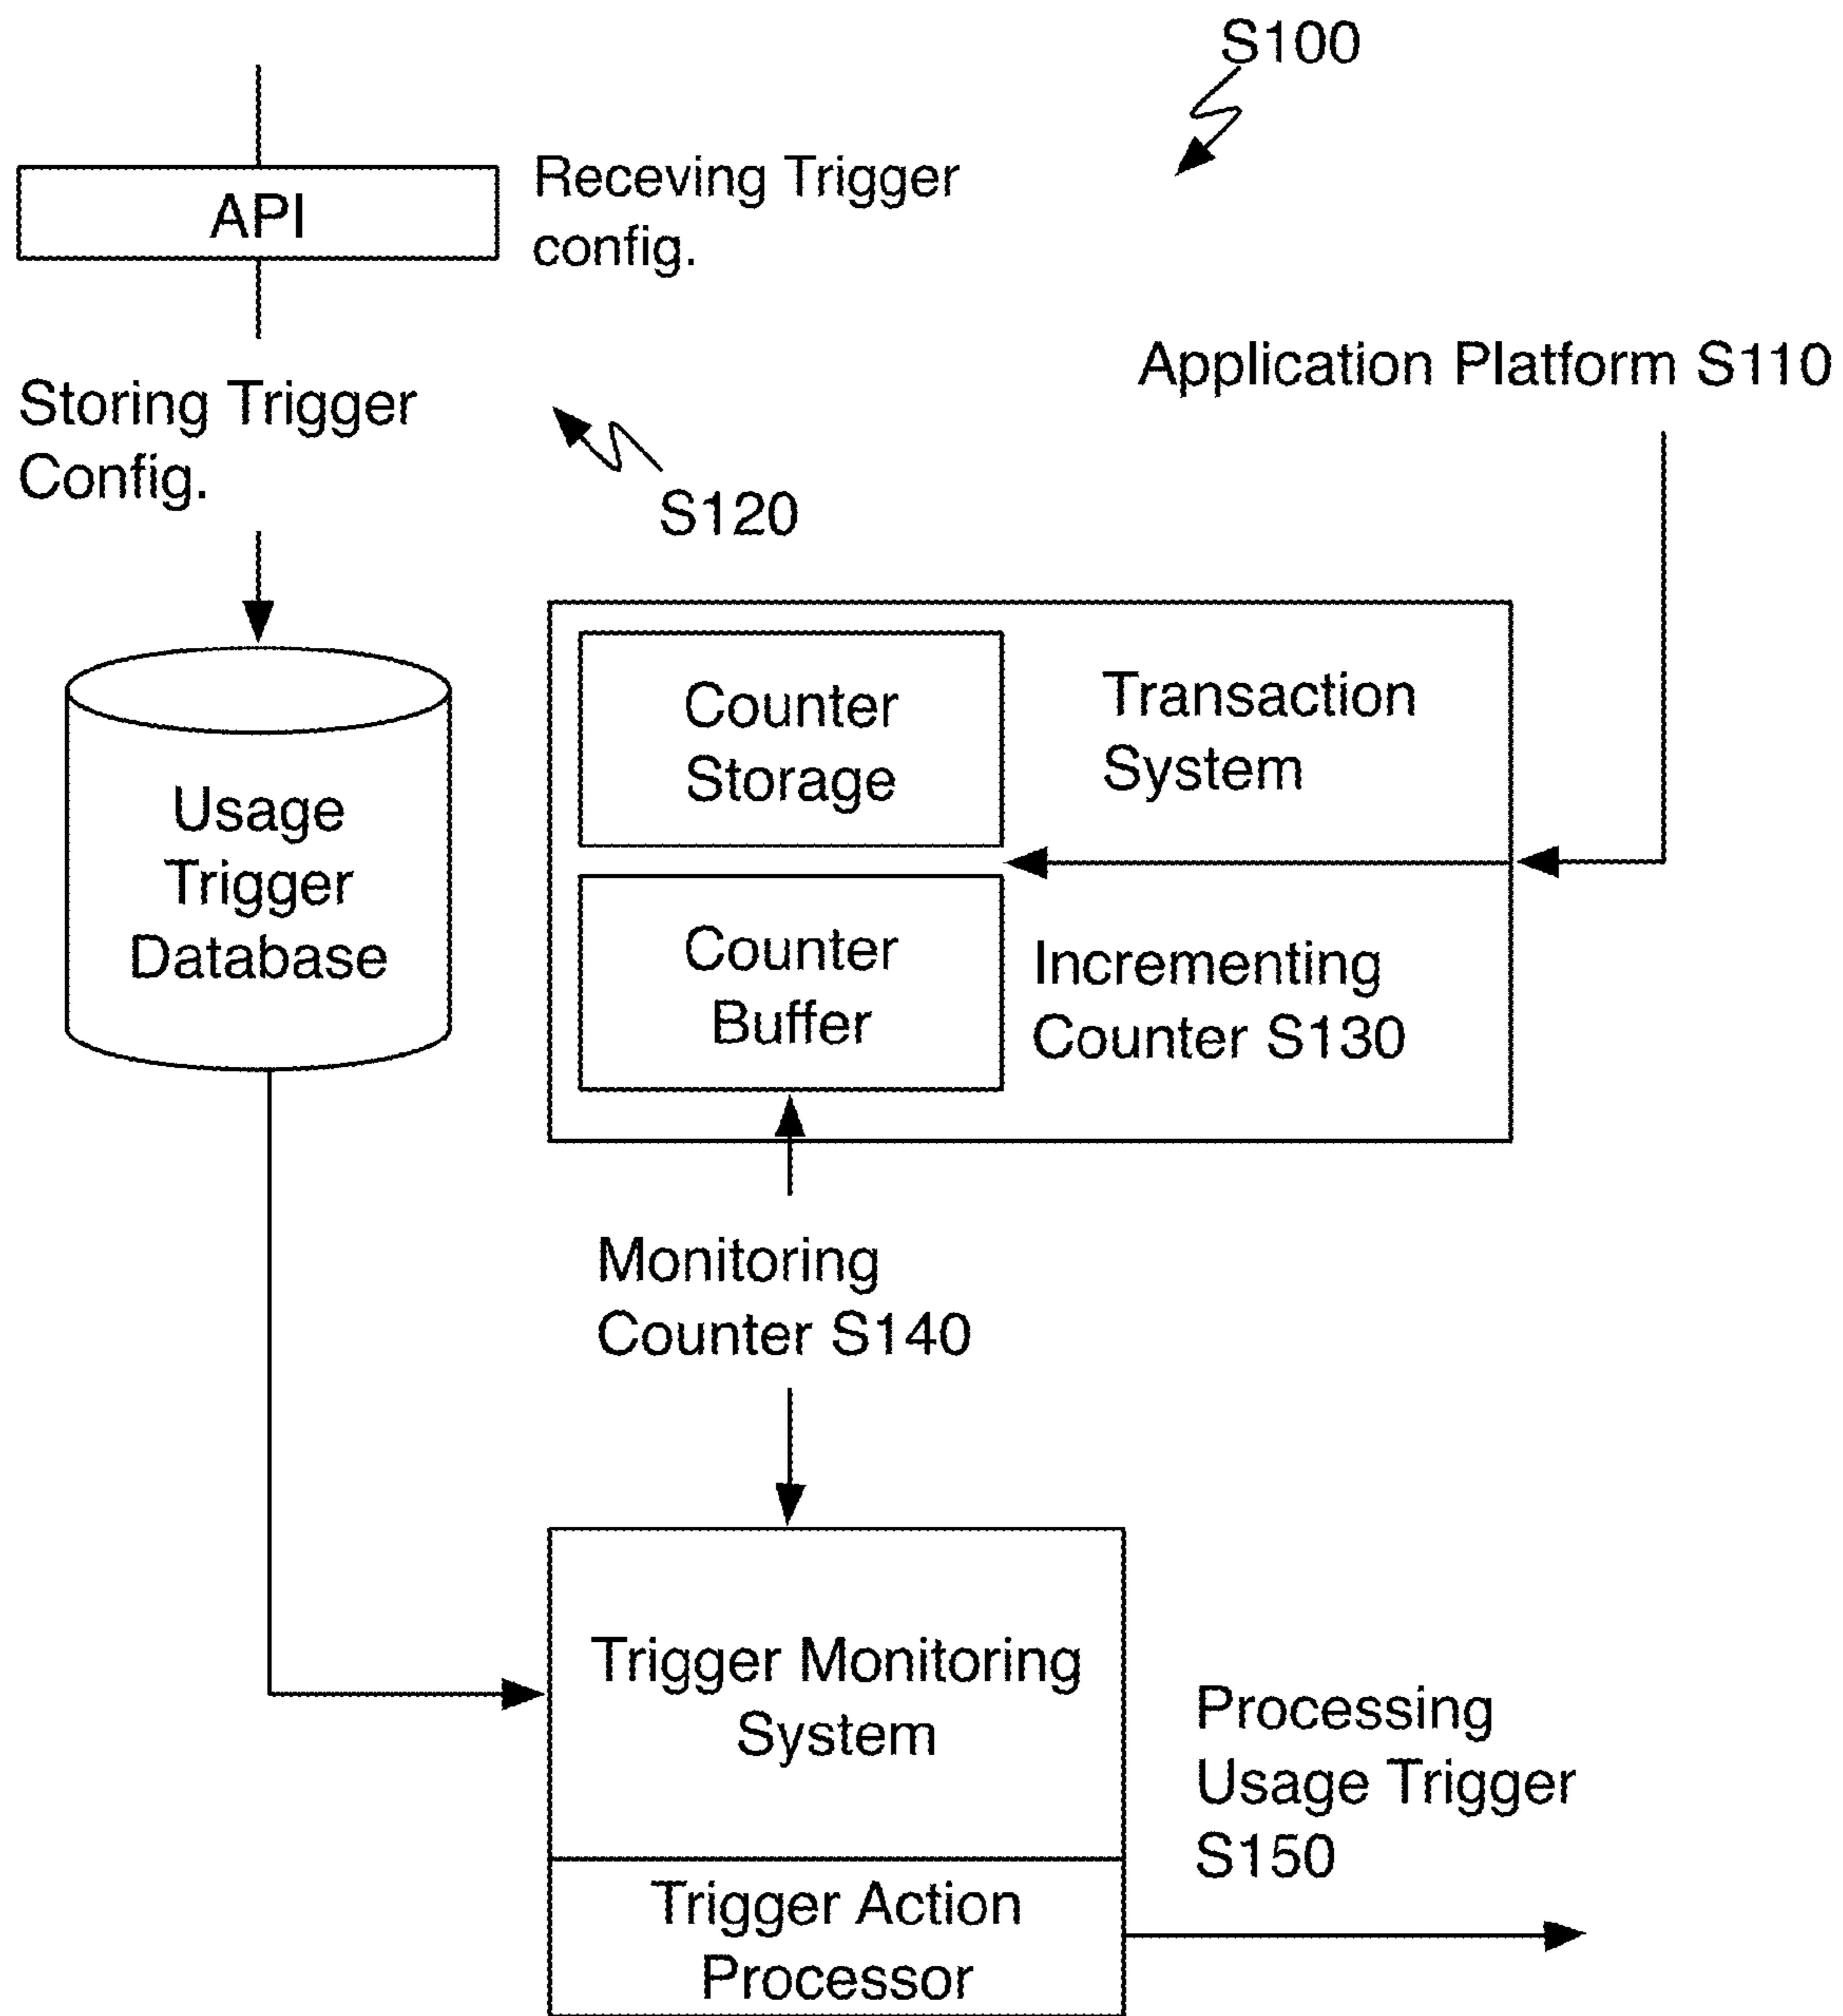 S100
API
Receving Trigger
config.
Application Platform S110
Storing Trigger
Config.
S120
Usage
Trigger
Database
Counter
Storage
Transaction
System
Counter
Buffer
Incrementing
Counter S130
Monitoring
Counter S140
Trigger Monitoring
System
Processing
Usage Trigger
S150
Trigger Action
Processor